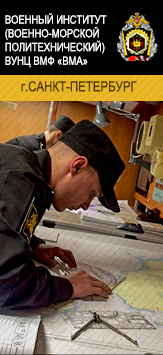 ВОЕННЫЙ ИНСТИТУТ
(ВОЕННО-МОРСКОЙ
ПОЛИТЕХНИЧЕСКИЙ)
ВУНЦ ВМФ «ВМА»
г.САНКТ-ПЕТЕРБУРГ